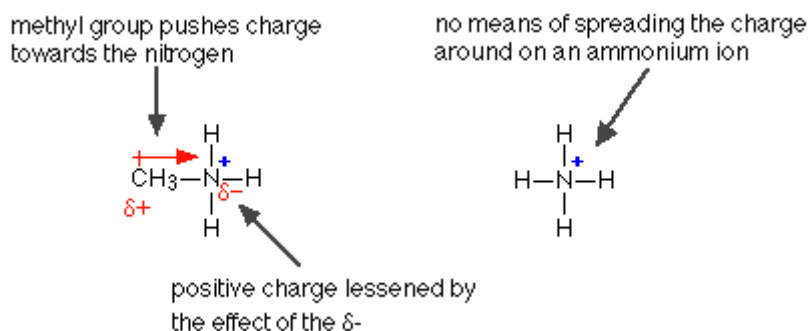 methyl group pushes charge
towards the nitrogen
no means of spreading the charge
around on an ammonium ion
H
+
CH3—N—H
δ+
δ−
H
H
+
H—N—H
H
positive charge lessened by
the effect of the δ-